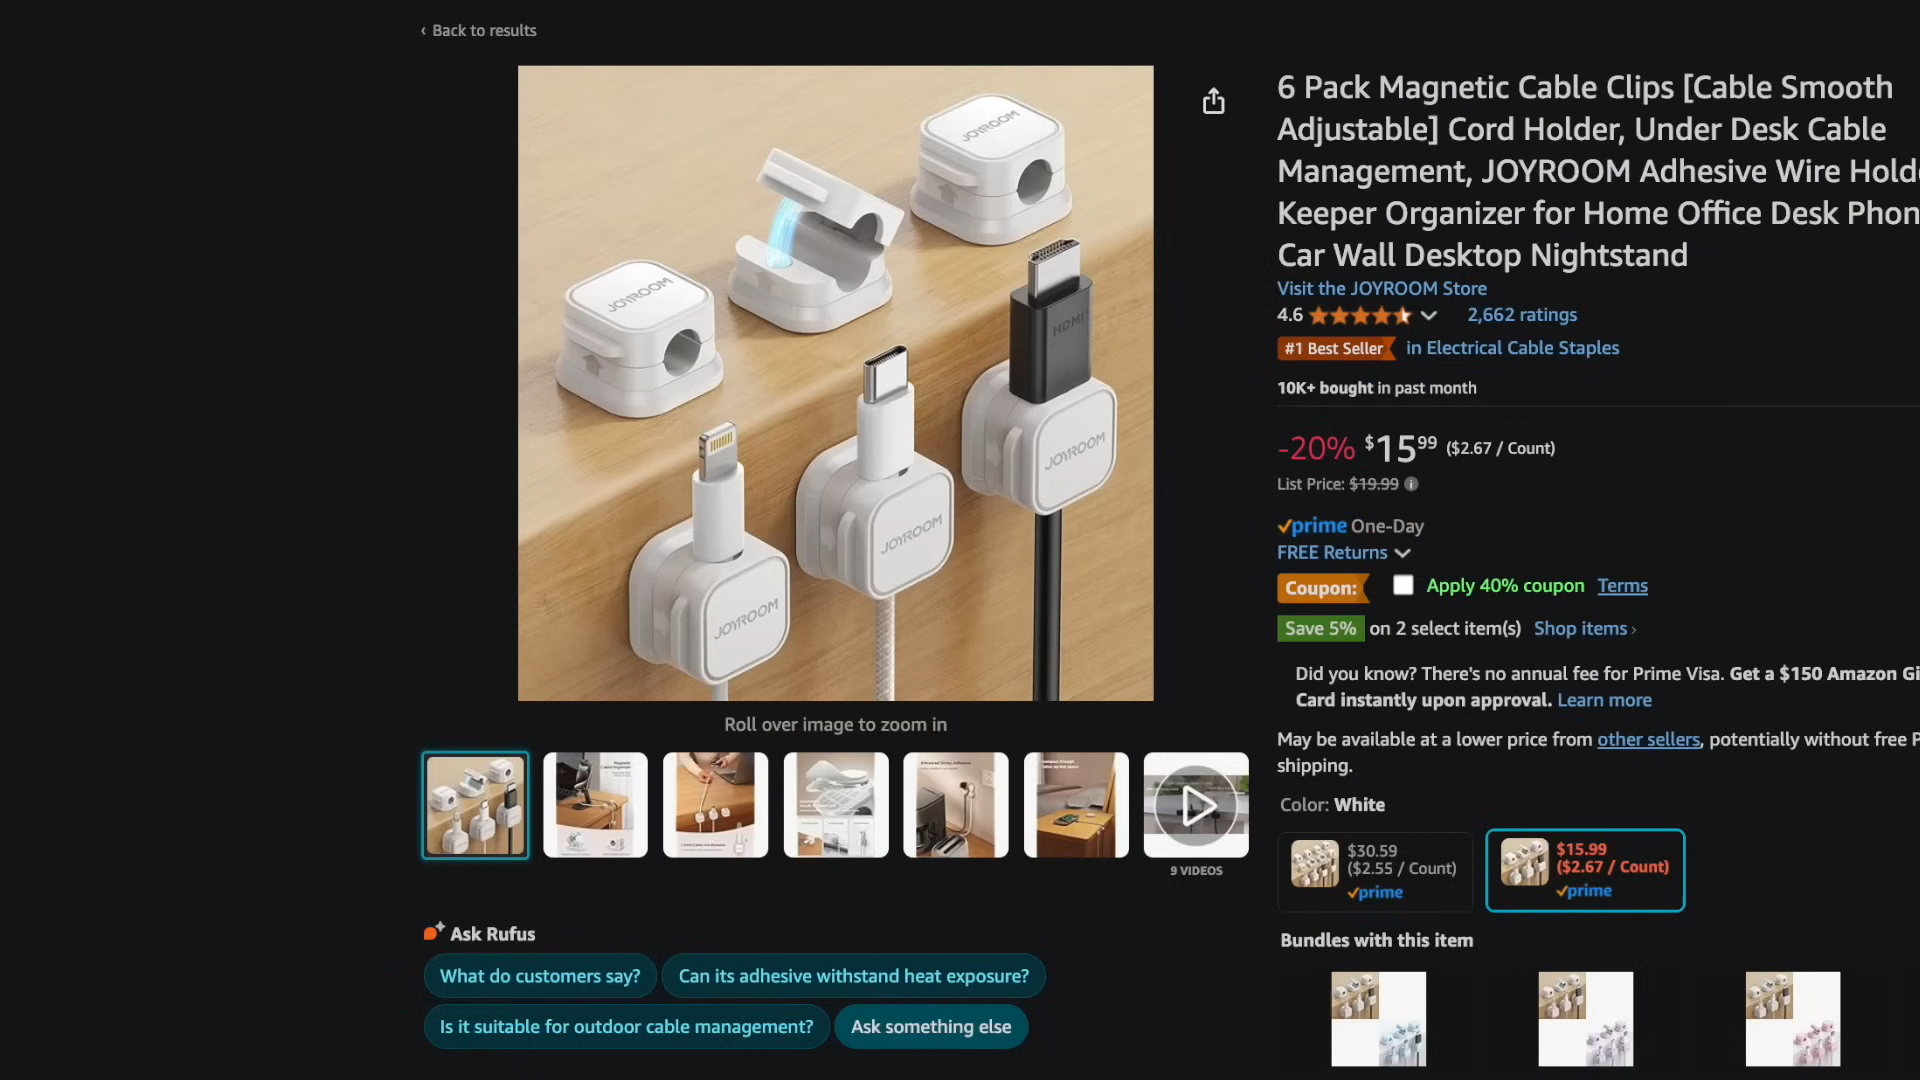 ‹ Back to results
JOYROOM
JOYROOM
HDMI
JOYROOM
JOYROOM
JOYROOM
Roll over image to zoom in
9 VIDEOS
Ask Rufus
What do customers say?
Can its adhesive withstand heat exposure?
Is it suitable for outdoor cable management?
Ask something else
6 Pack Magnetic Cable Clips [Cable Smooth
Adjustable] Cord Holder, Under Desk Cable
Management, JOYROOM Adhesive Wire Holde
Keeper Organizer for Home Office Desk Phon
Car Wall Desktop Nightstand
Visit the JOYROOM Store
4.6 2,662 ratings
#1 Best Seller in Electrical Cable Staples
10K+ bought in past month
-20% $15.99 ($2.67 / Count)
List Price: $19.99
prime One-Day
FREE Returns
Coupon: Apply 40% coupon Terms
Save 5% on 2 select item(s) Shop items ›
Did you know? There's no annual fee for Prime Visa. Get a $150 Amazon Gi
Card instantly upon approval. Learn more
May be available at a lower price from other sellers, potentially without free P
shipping.
Color: White
$30.59
($2.55 / Count)
prime
$15.99
($2.67 / Count)
prime
Bundles with this item